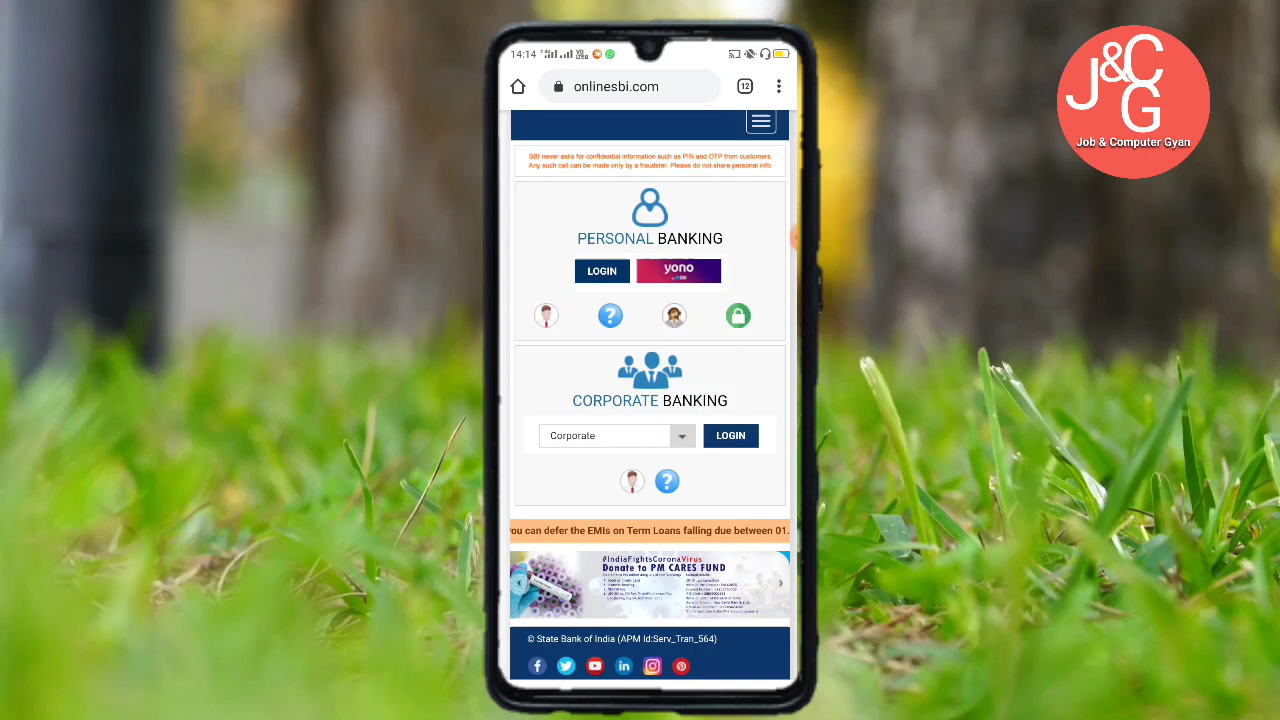 14:14
onlinesbi.com
12
J&C
G
Job & Computer Gyan
SBI never asks for confidential information such as PIN and OTP from customers.
Any such call can be made only by a fraudster. Please do not share personal info.
PERSONAL BANKING
LOGIN
yono
?
CORPORATE BANKING
Corporate
LOGIN
?
you can defer the EMIs on Term Loans falling due between 01.
#IndiaFightsCoronaVirus
Donate to PM CARES FUND
© State Bank of India (APM Id:Serv_Tran_564)